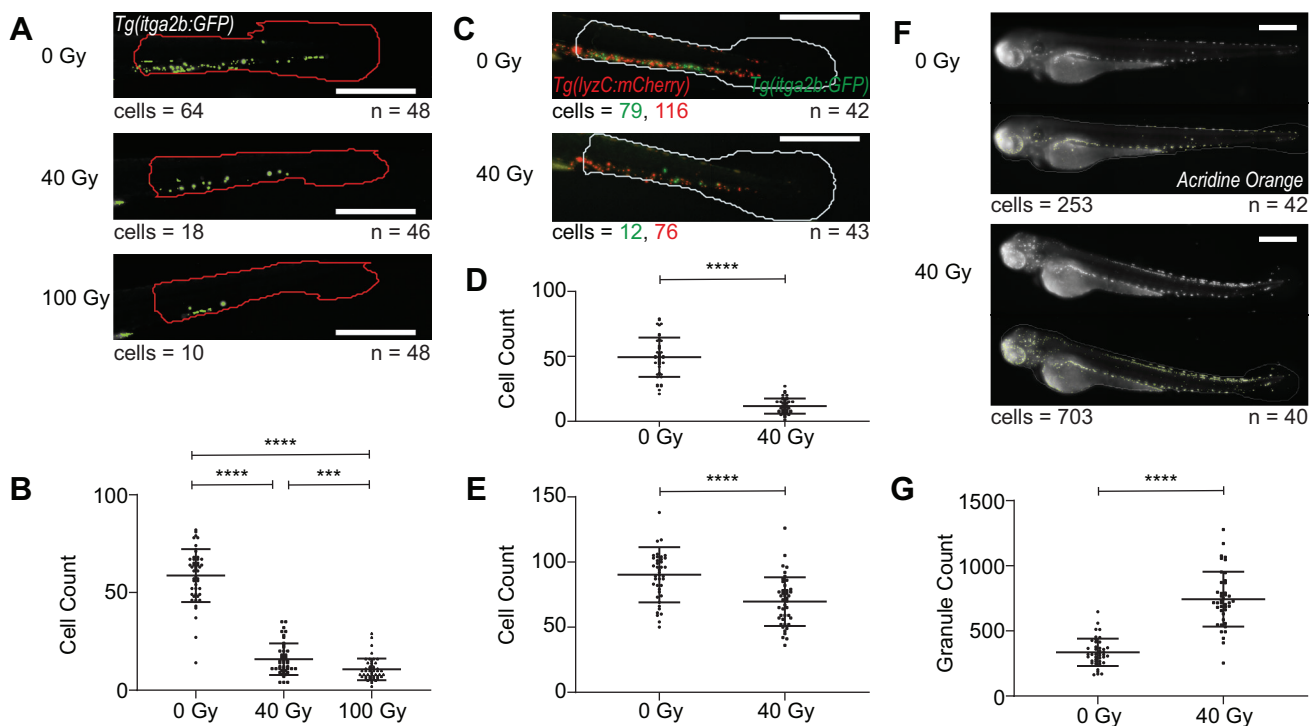 A
Tg(itga2b:GFP)
0 Gy
cells = 64 n = 48
40 Gy
cells = 18 n = 46
100 Gy
cells = 10 n = 48
B
****
**** ***
Cell Count
100
50
0
0 Gy 40 Gy 100 Gy
C
0 Gy
Tg(lyzC:mCherry) Tg(itga2b:GFP)
cells = 79, 116 n = 42
40 Gy
cells = 12, 76 n = 43
D
****
Cell Count
100
50
0
0 Gy 40 Gy
E
****
Cell Count
150
100
50
0
0 Gy 40 Gy
F
0 Gy
Acridine Orange
cells = 253 n = 42
40 Gy
cells = 703 n = 40
G
****
Granule Count
1500
1000
500
0
0 Gy 40 Gy